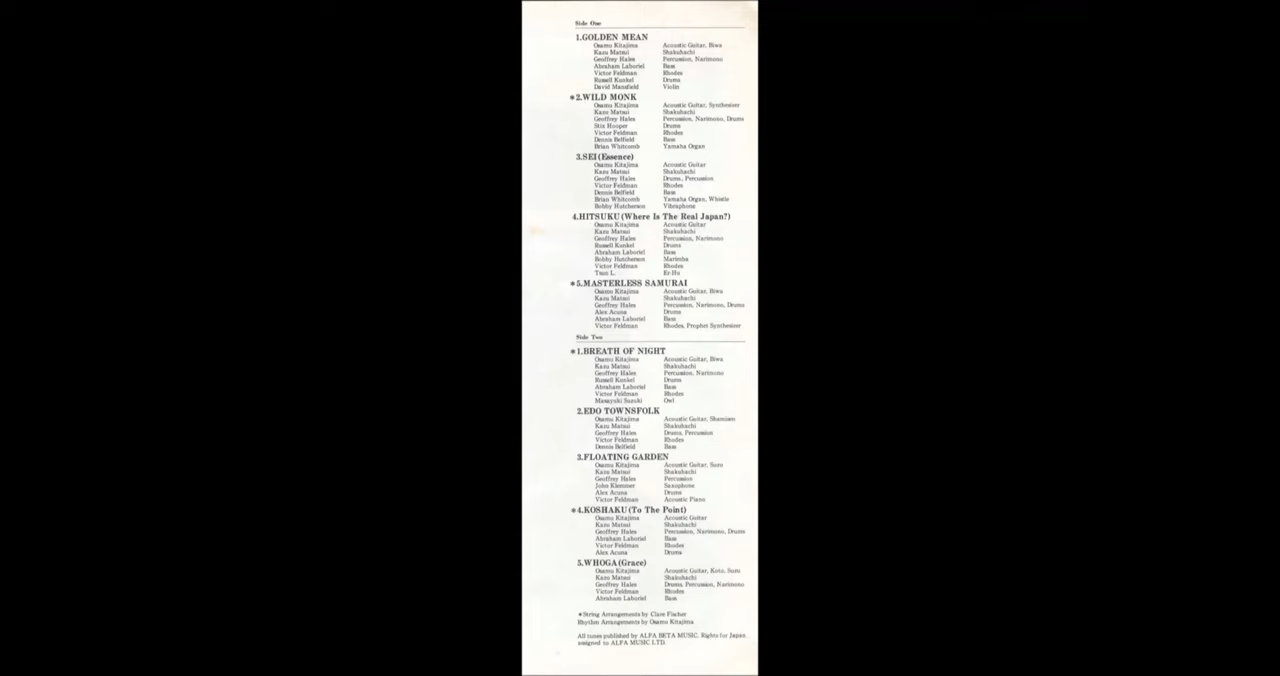 Side One
1.GOLDEN MEAN
Osamu Kitajima Acoustic Guitar, Biwa
Kazu Matsui Shakuhachi
Geoffrey Hales Percussion, Narimono
Abraham Laboriel Bass
Victor Feldman Rhodes
Russell Kunkel Drums
David Mansfield Violin
*2.WILD MONK
Osamu Kitajima Acoustic Guitar, Synthesizer
Kazu Matsui Shakuhachi
Geoffrey Hales Percussion, Narimono, Drums
Stix Hooper Drums
Victor Feldman Rhodes
Dennis Belfield Bass
Brian Whitcomb Yamaha Organ
3.SEI(Essence)
Osamu Kitajima Acoustic Guitar
Kazu Matsui Shakuhachi
Geoffrey Hales Drums, Percussion
Victor Feldman Rhodes
Dennis Belfield Bass
Brian Whitcomb Yamaha Organ, Whistle
Bobby Hutcherson Vibraphone
4.HITSUKU(Where Is The Real Japan?)
Osamu Kitajima Acoustic Guitar
Kazu Matsui Shakuhachi
Geoffrey Hales Percussion, Narimono
Russell Kunkel Drums
Abraham Laboriel Bass
Bobby Hutcherson Marimba
Victor Feldman Rhodes
Tsun L. Er-Hu
*5.MASTERLESS SAMURAI
Osamu Kitajima Acoustic Guitar, Biwa
Kazu Matsui Shakuhachi
Geoffrey Hales Percussion, Narimono, Drums
Alex Acuna Drums
Abraham Laboriel Bass
Victor Feldman Rhodes, Prophet Synthesizer
Side Two
*1.BREATH OF NIGHT
Osamu Kitajima Acoustic Guitar, Biwa
Kazu Matsui Shakuhachi
Geoffrey Hales Percussion, Narimono
Russell Kunkel Drums
Abraham Laboriel Bass
Victor Feldman Rhodes
Masayuki Suzuki Owl
2.EDO TOWNSFOLK
Osamu Kitajima Acoustic Guitar, Shamisen
Kazu Matsui Shakuhachi
Geoffrey Hales Drums, Percussion
Victor Feldman Rhodes
Dennis Belfield Bass
3.FLOATING GARDEN
Osamu Kitajima Acoustic Guitar, Suzu
Kazu Matsui Shakuhachi
Geoffrey Hales Percussion
John Klemmer Saxophone
Alex Acuna Drums
Victor Feldman Acoustic Piano
*4.KOSHAKU(To The Point)
Osamu Kitajima Acoustic Guitar
Kazu Matsui Shakuhachi
Geoffrey Hales Percussion, Narimono, Drums
Abraham Laboriel Bass
Victor Feldman Rhodes
Alex Acuna Drums
5.WHOGA(Grace)
Osamu Kitajima Acoustic Guitar, Koto, Suzu
Kazu Matsui Shakuhachi
Geoffrey Hales Drums, Percussion, Narimono
Victor Feldman Rhodes
Abraham Laboriel Bass
*String Arrangements by Clare Fischer
Rhythm Arrangements by Osamu Kitajima
All tunes published by ALFA BETA MUSIC. Rights for Japan
assigned to ALFA MUSIC LTD.